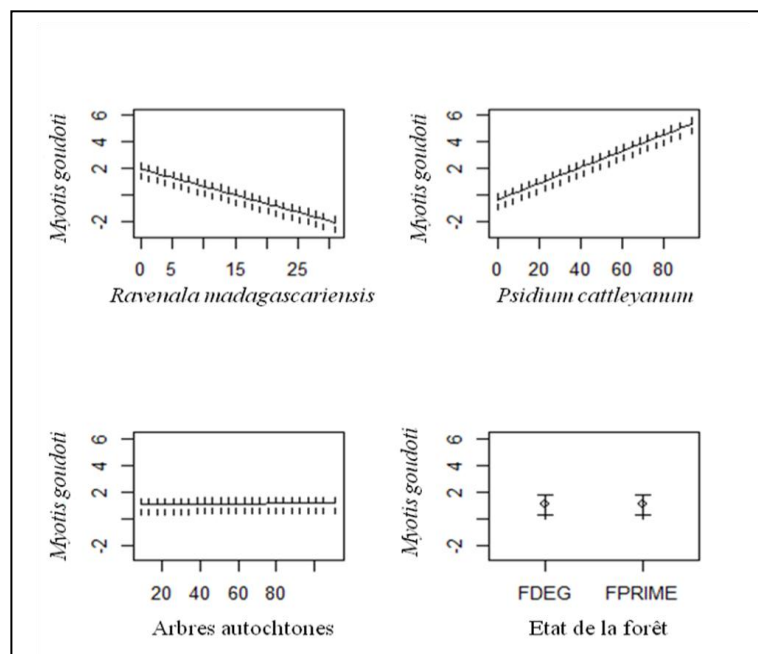 Myotis goudoti
6
4
2
-2
0 5 15 25
Ravenala madagascariensis
Myotis goudoti
6
4
2
-2
0 20 40 60 80
Psidium cattleyanum
Myotis goudoti
6
4
2
-2
20 40 60 80
Arbres autochtones
Myotis goudoti
6
4
2
-2
FDEG FPRIME
Etat de la forêt